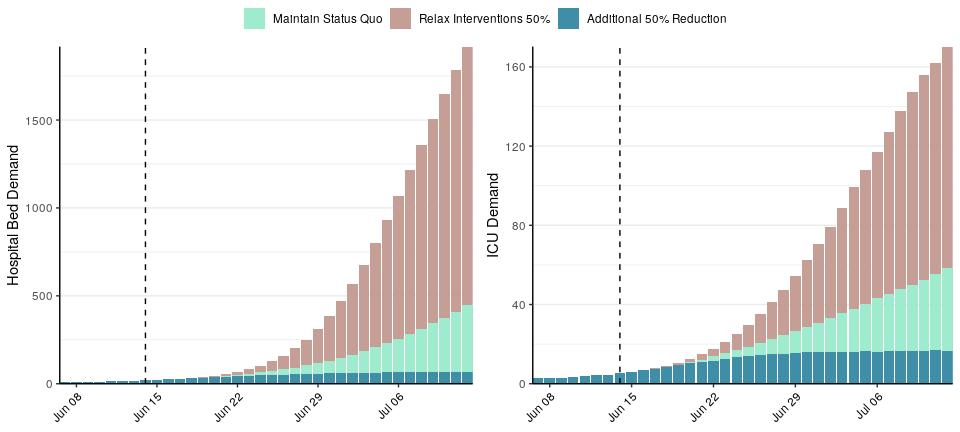 Maintain Status Quo Relax Interventions 50% Additional 50% Reduction
Hospital Bed Demand
1500
1000
500
0
Jun 08 Jun 15 Jun 22 Jun 29 Jul 06
ICU Demand
160
120
80
40
0
Jun 08 Jun 15 Jun 22 Jun 29 Jul 06